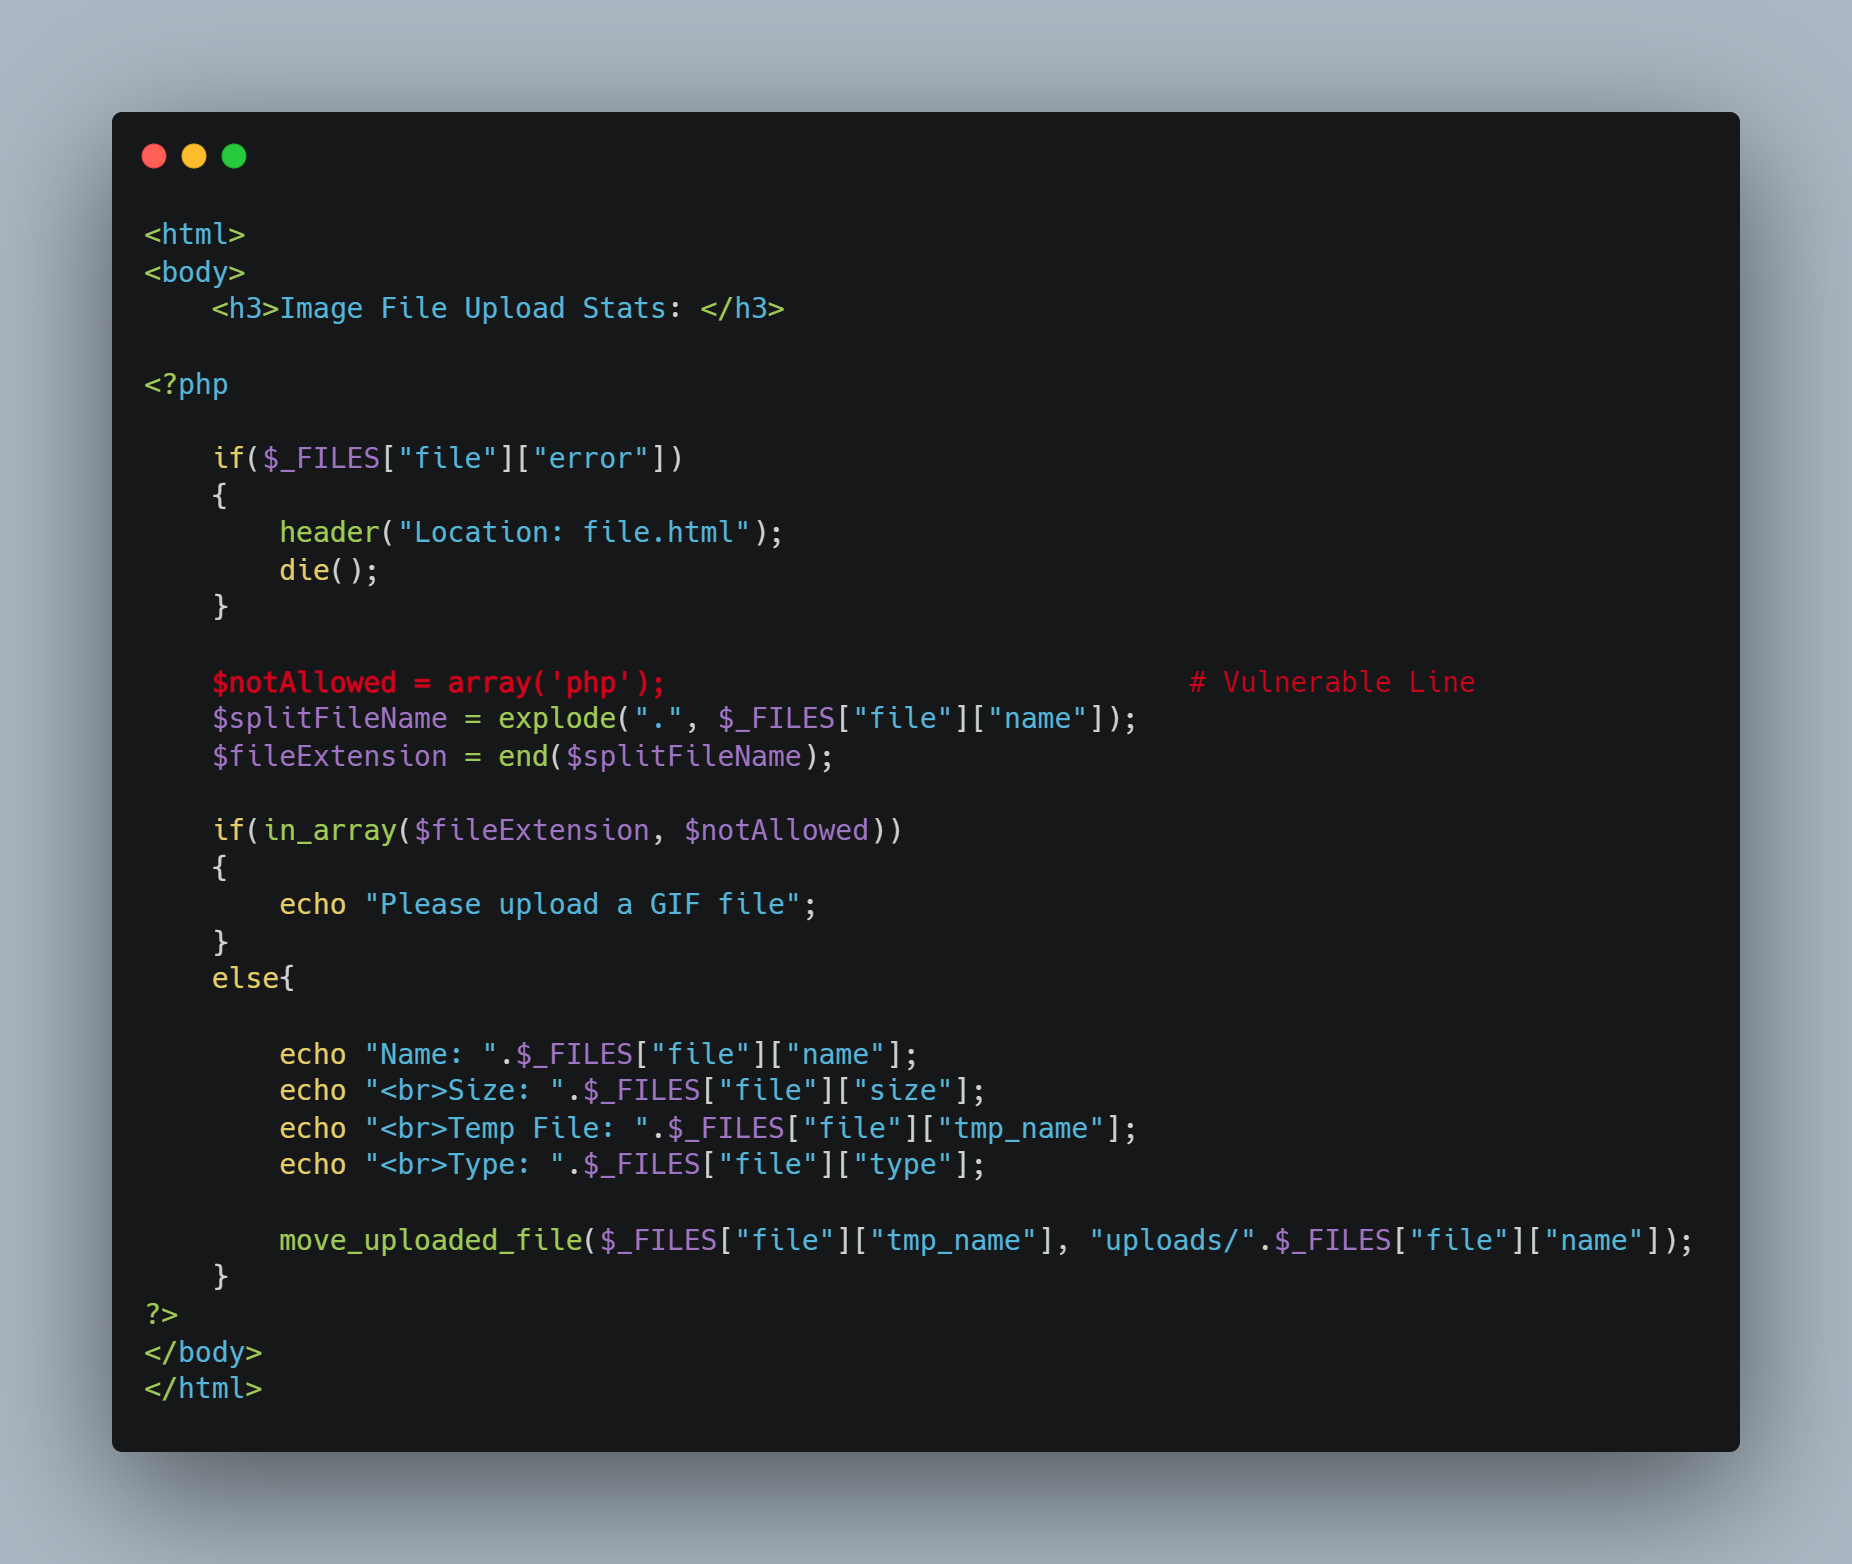 <html>
<body>
    <h3>Image File Upload Stats: </h3>
<?php
    if($_FILES["file"]["error"])
    {
        header("Location: file.html");
        die();
    }
    $notAllowed = array('php');                               # Vulnerable Line
    $splitFileName = explode(".", $_FILES["file"]["name"]);
    $fileExtension = end($splitFileName);
    if(in_array($fileExtension, $notAllowed))
    {
        echo "Please upload a GIF file";
    }
    else{
        echo "Name: ".$_FILES["file"]["name"];
        echo "<br>Size: ".$_FILES["file"]["size"];
        echo "<br>Temp File: ".$_FILES["file"]["tmp_name"];
        echo "<br>Type: ".$_FILES["file"]["type"];
        move_uploaded_file($_FILES["file"]["tmp_name"], "uploads/".$_FILES["file"]["name"]);
    }
?>
</body>
</html>